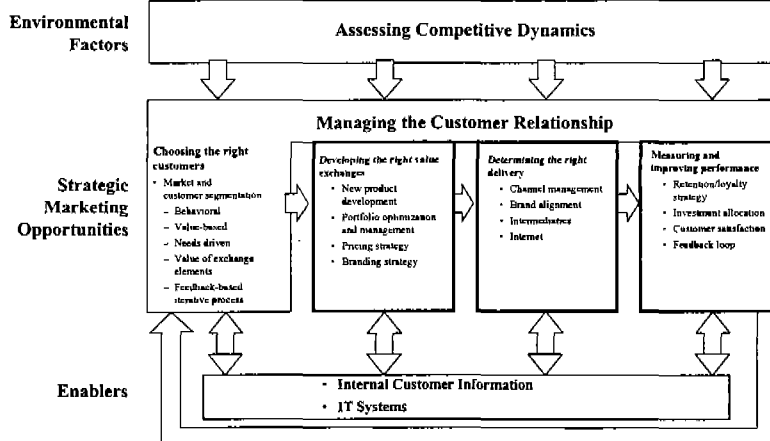 Environmental
Factors
Assessing Competitive Dynamics
Managing the Customer Relationship
Strategic
Marketing
Opportunities
Choosing the right
customers
• Market and
customer segmentation
– Behavioral
– Value-based
– Needs driven
– Value of exchange
elements
– Feedback-based
iterative process
Developing the right value
exchanges
• New product
development
• Portfolio optimization
and management
• Pricing strategy
• Branding strategy
Determining the right
delivery
• Channel management
• Brand alignment
• Intermediaries
• Internet
Measuring and
improving performance
• Retention/loyalty
strategy
• Investment allocation
• Customer satisfaction
• Feedback loop
Enablers
• Internal Customer Information
• IT Systems